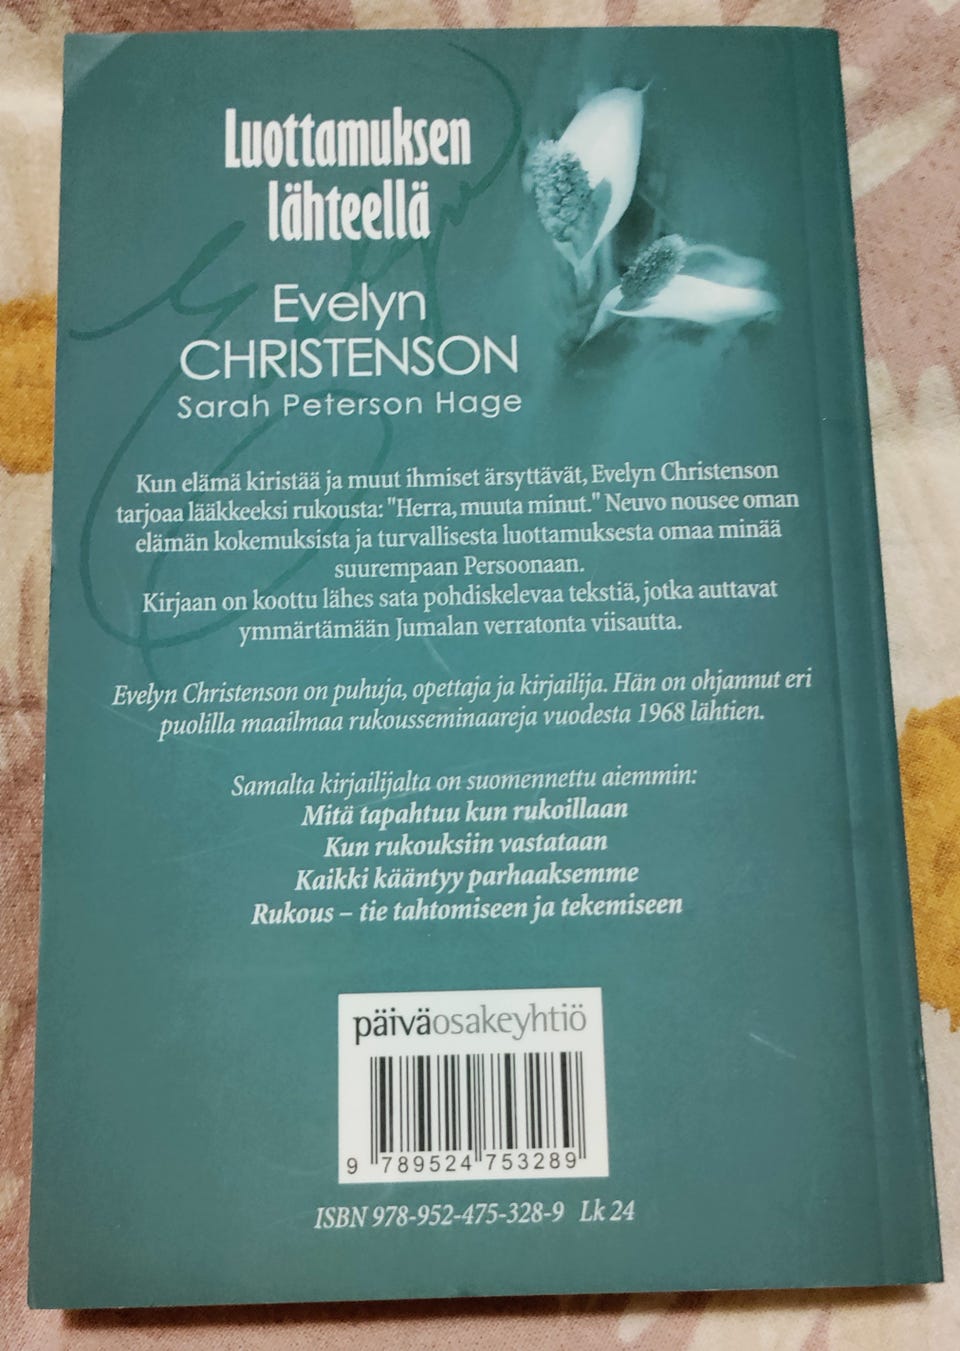 Luottamuksen
lähteellä
Evelyn
CHRISTENSON
Sarah Peterson Hage
Kun elämä kiristää ja muut ihmiset ärsyttävät, Evelyn Christenson
tarjoaa lääkkeeksi rukousta: "Herra, muuta minut." Neuvo nousee oman
elämän kokemuksista ja turvallisesta luottamuksesta omaa minää
suurempaan Persoonaan.
Kirjaan on koottu lähes sata pohdiskelevaa tekstiä, jotka auttavat
ymmärtämään Jumalan verratonta viisautta.
Evelyn Christenson on puhuja, opettaja ja kirjailija. Hän on ohjannut eri
puolilla maailmaa rukousseminaareja vuodesta 1968 lähtien.
Samalta kirjailijalta on suomennettu aiemmin:
Mitä tapahtuu kun rukoillaan
Kun rukouksiin vastataan
Kaikki kääntyy parhaaksemme
Rukous – tie tahtomiseen ja tekemiseen
päiväosakeyhtiö
9 789524 753289
ISBN 978-952-475-328-9 Lk 24